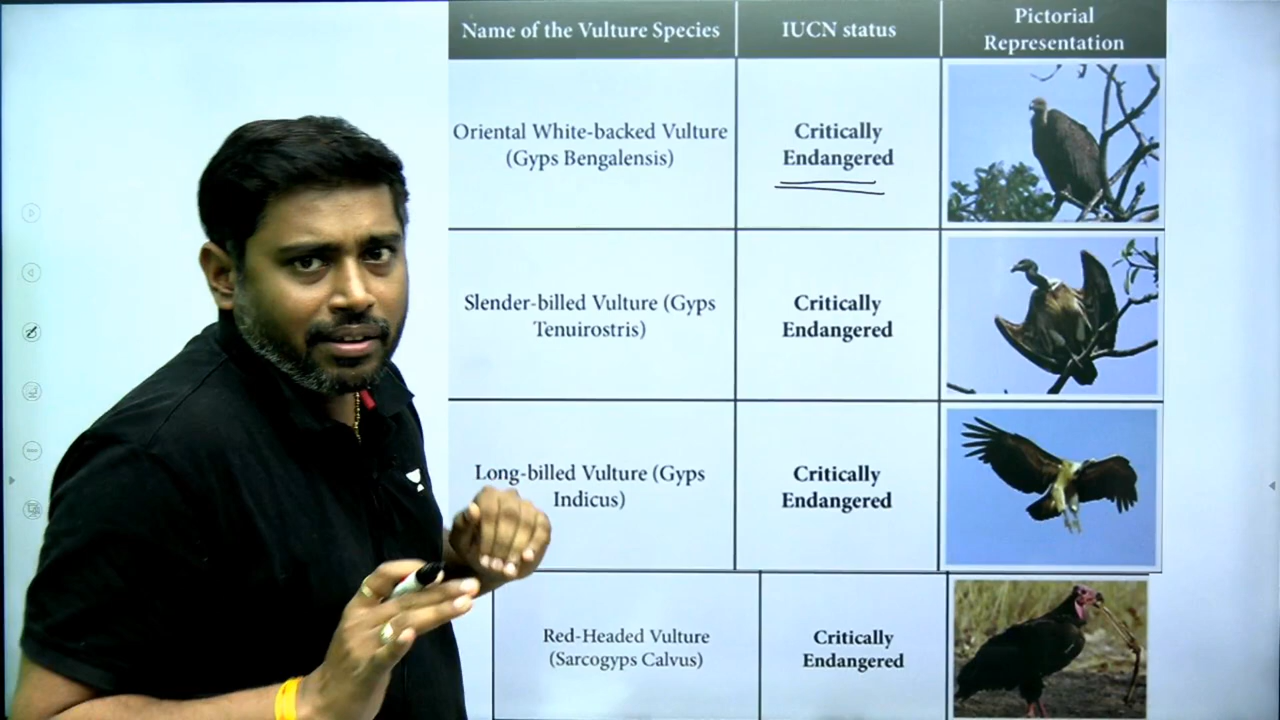 Name of the Vulture Species
IUCN status
Pictorial
Representation
Oriental White-backed Vulture
(Gyps Bengalensis)
Critically
Endangered
Slender-billed Vulture (Gyps
Tenuirostris)
Critically
Endangered
Long-billed Vulture (Gyps
Indicus)
Critically
Endangered
Red-Headed Vulture
(Sarcogyps Calvus)
Critically
Endangered